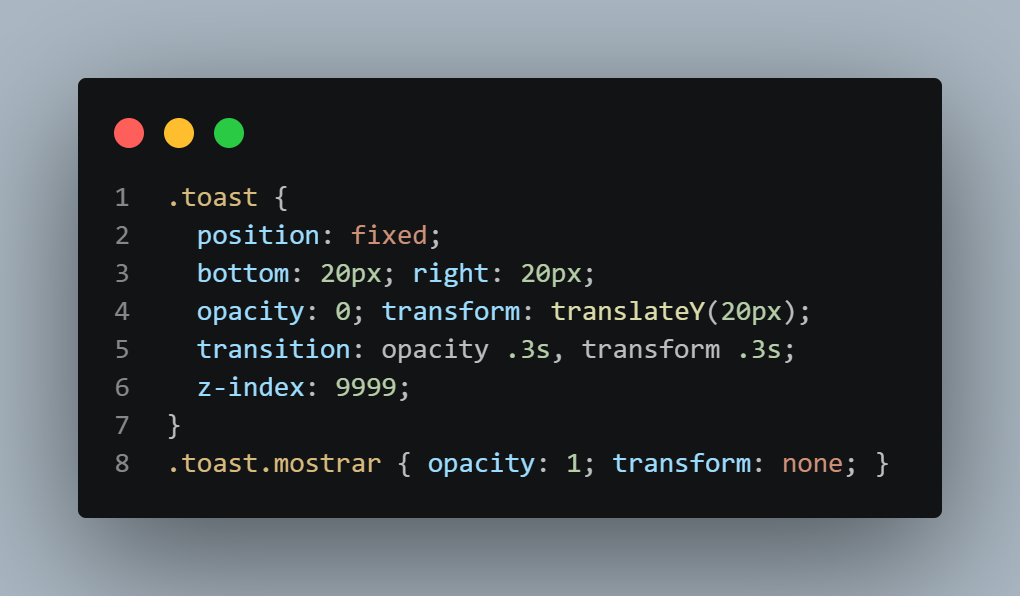 1 .toast {
2   position: fixed;
3   bottom: 20px; right: 20px;
4   opacity: 0; transform: translateY(20px);
5   transition: opacity .3s, transform .3s;
6   z-index: 9999;
7 }
8 .toast.mostrar { opacity: 1; transform: none; }